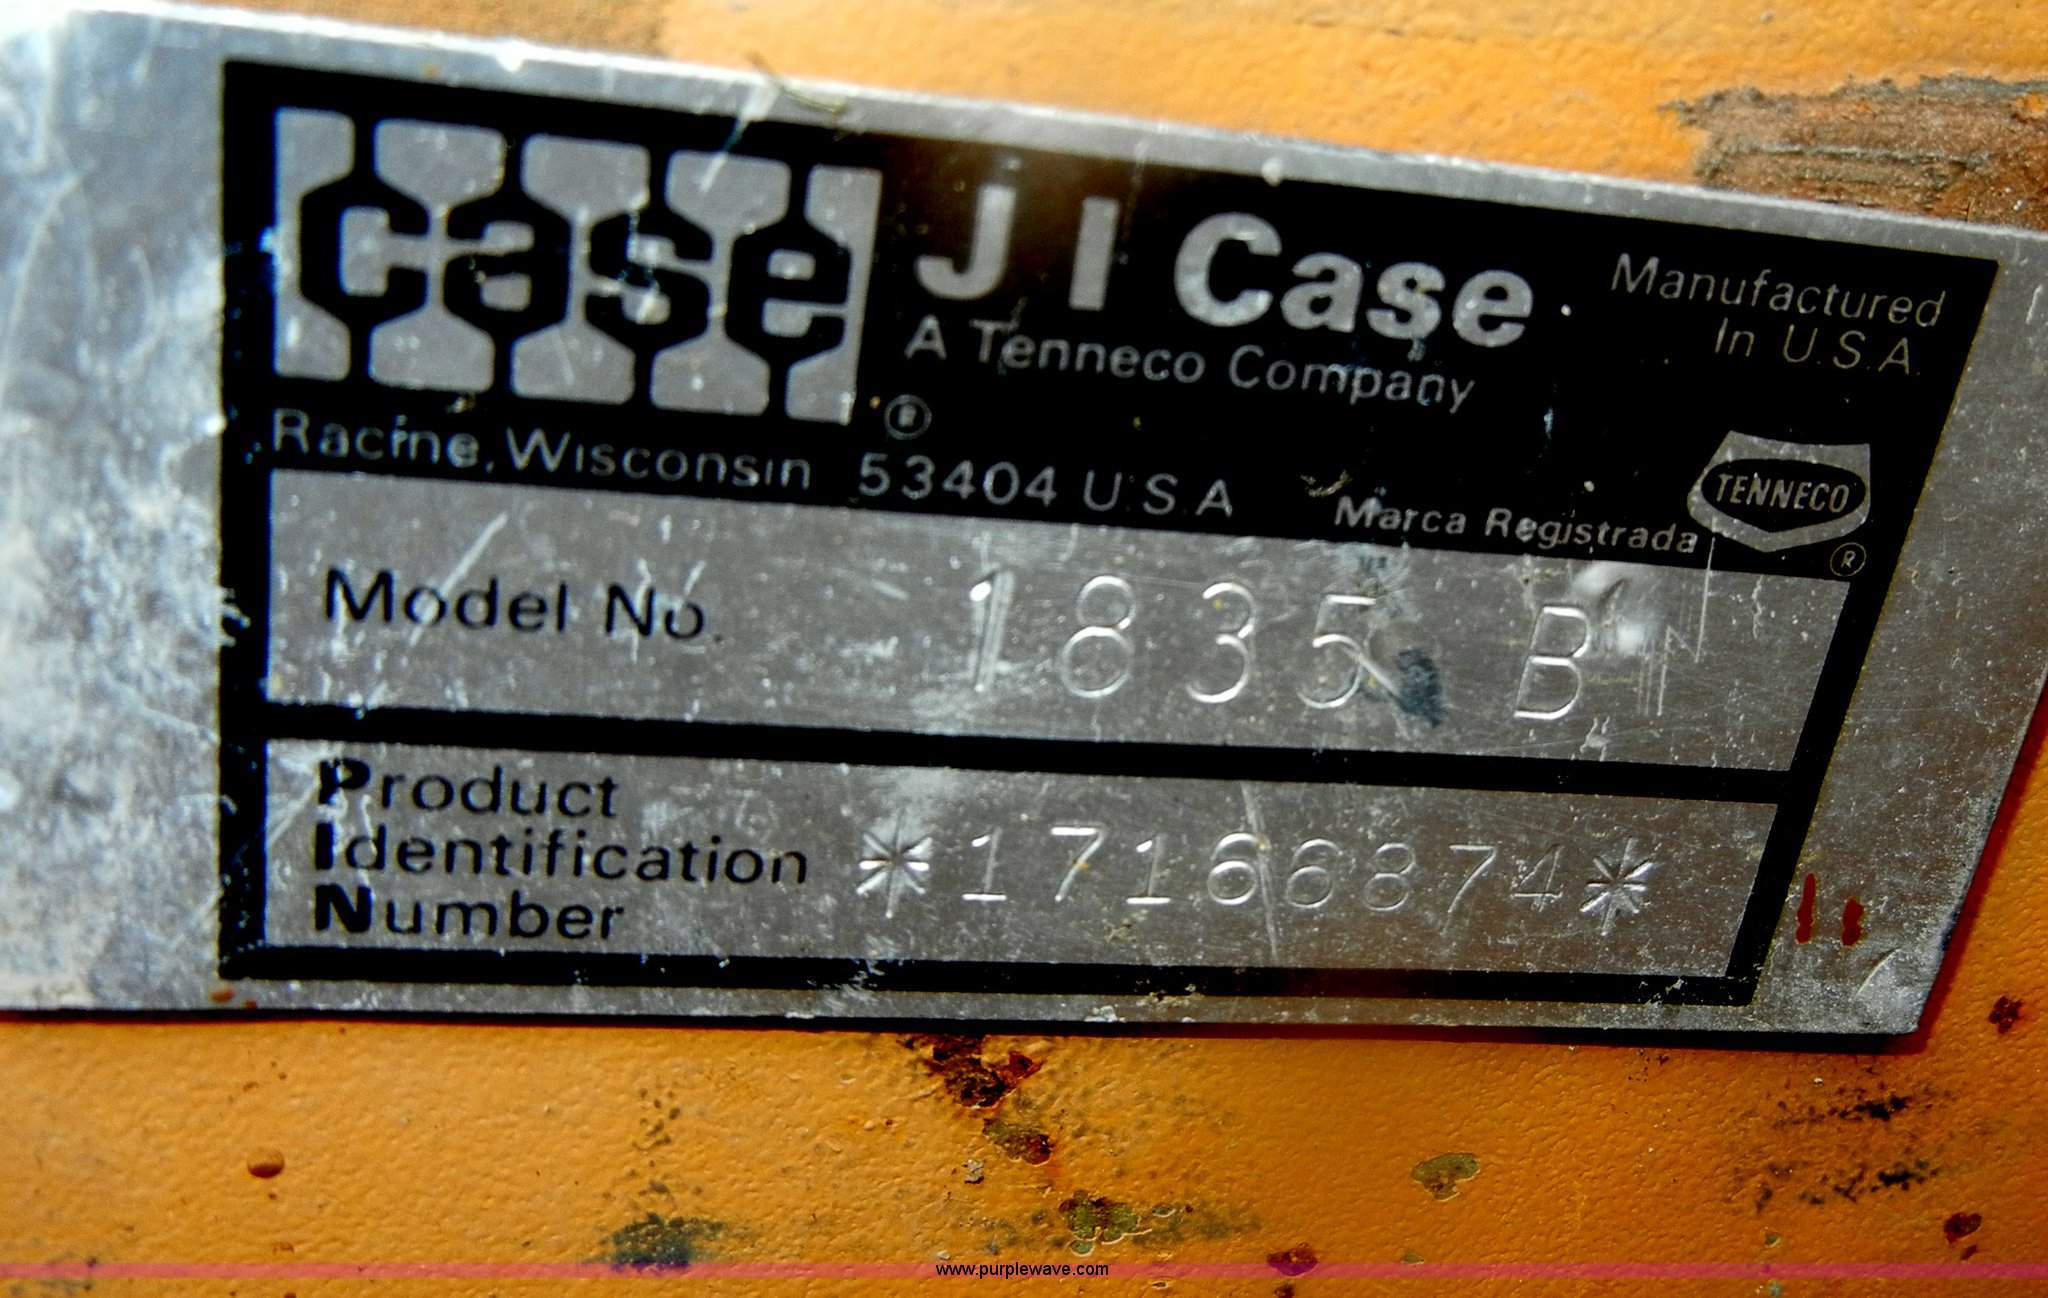 case
J I Case
A Tenneco Company
Manufactured
In U.S.A.
®
Racine, Wisconsin 53404 U.S.A
Marca Registrada
TENNECO
®
Model No. 1835 B
Product
Identification
Number *17166874*
www.purplewave.com